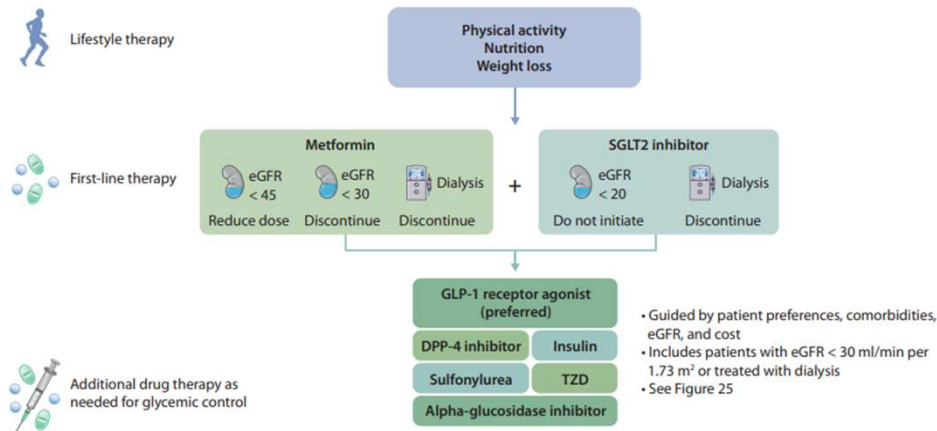 Lifestyle therapy
Physical activity
Nutrition
Weight loss
First-line therapy
Metformin
eGFR
< 45
Reduce dose
eGFR
< 30
Discontinue
Dialysis
Discontinue
+
SGLT2 inhibitor
eGFR
< 20
Do not initiate
Dialysis
Discontinue
Additional drug therapy as
needed for glycemic control
GLP-1 receptor agonist
(preferred)
DPP-4 inhibitor
Insulin
Sulfonylurea
TZD
Alpha-glucosidase inhibitor
• Guided by patient preferences, comorbidities,
eGFR, and cost
• Includes patients with eGFR < 30 ml/min per
1.73 m² or treated with dialysis
• See Figure 25